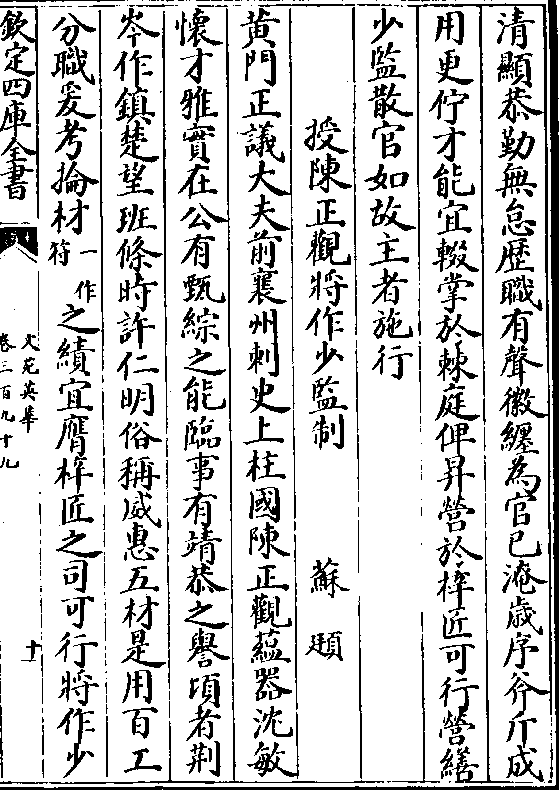 清顯恭勤無怠歴職有聲徽纆為官已淹歳序斧斤成
用更佇才能宜輟掌於棘庭俾昇營於梓匠可行營繕
少監散官如故主者施行
授陳正觀將作少監制 蘇頲
黄門正議大夫前襄州刺史上柱國陳正觀藴器沈敏
懷才雅實在公有甄綜之能臨事有靖恭之譽頃者荆
岑作鎮楚望班條時許仁明俗稱威惠五材是用百工
分職爰考掄材一作符之績宜膺梓匠之司可行將作少
欽定四庫全書
文苑英華
卷三百九十九
十